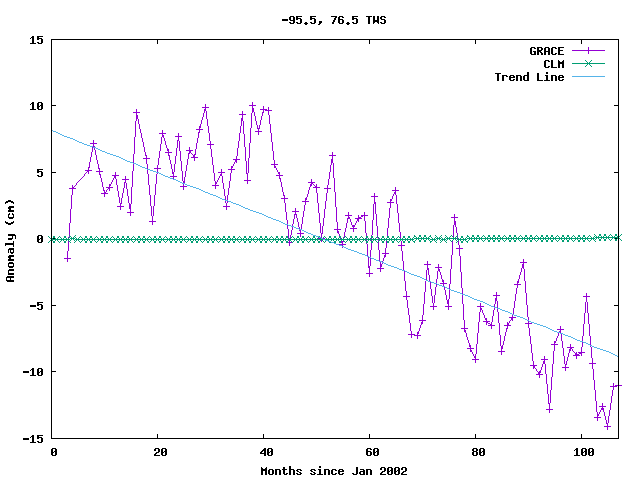 -95.5, 76.5 TWS
GRACE
CLM
Trend Line
15
10
5
0
-5
-10
-15
Anomaly (cm)
0 20 40 60 80 100
Months since Jan 2002